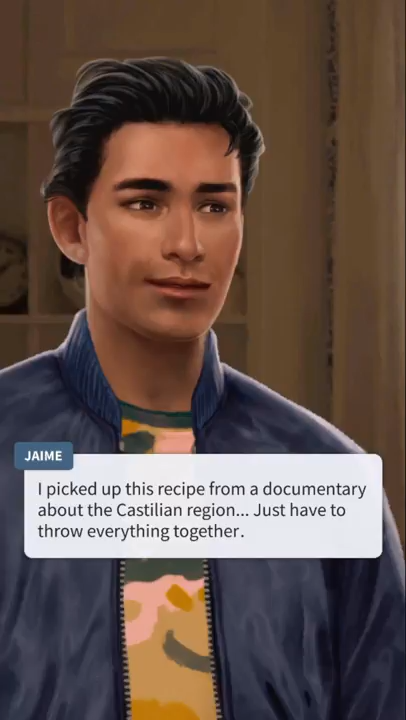 JAIME
I picked up this recipe from a documentary
about the Castilian region... Just have to
throw everything together.